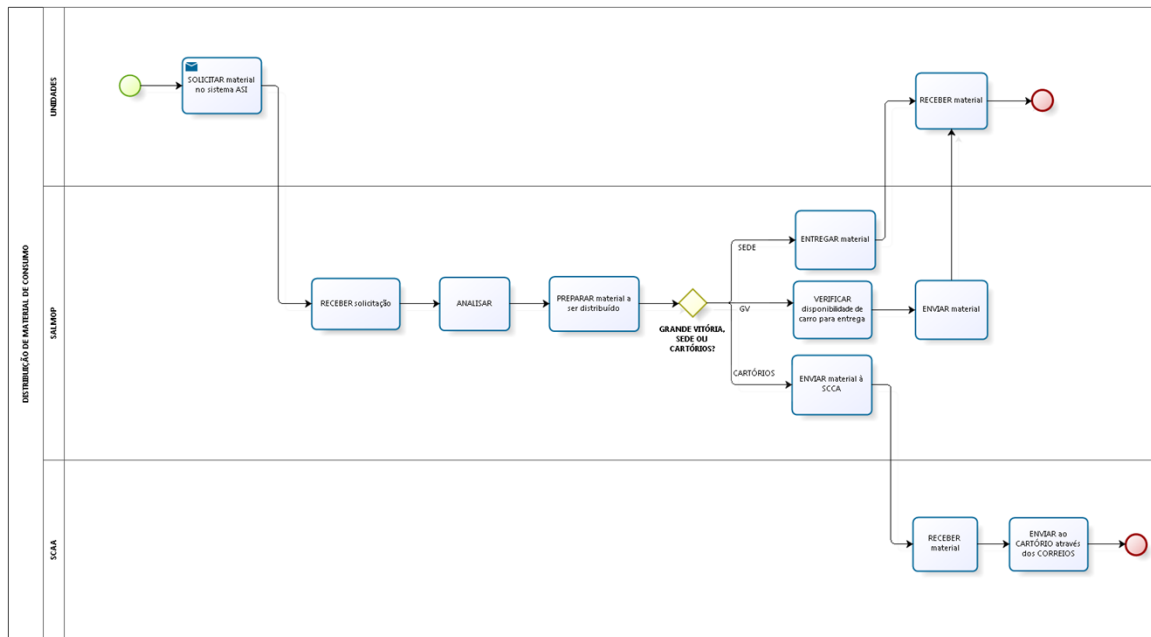 DISTRIBUIÇÃO DE MATERIAL DE CONSUMO
UNIDADES
SOLICITAR material
no sistema ASI
RECEBER material
SALMOP
RECEBER solicitação
ANALISAR
PREPARAR material a
ser distribuído
GRANDE VITÓRIA,
SEDE OU
CARTÓRIOS?
SEDE
ENTREGAR material
GV
VERIFICAR
disponibilidade de
carro para entrega
ENVIAR material
CARTÓRIOS
ENVIAR material à
SCCA
SCAA
RECEBER
material
ENVIAR ao
CARTÓRIO através
dos CORREIOS